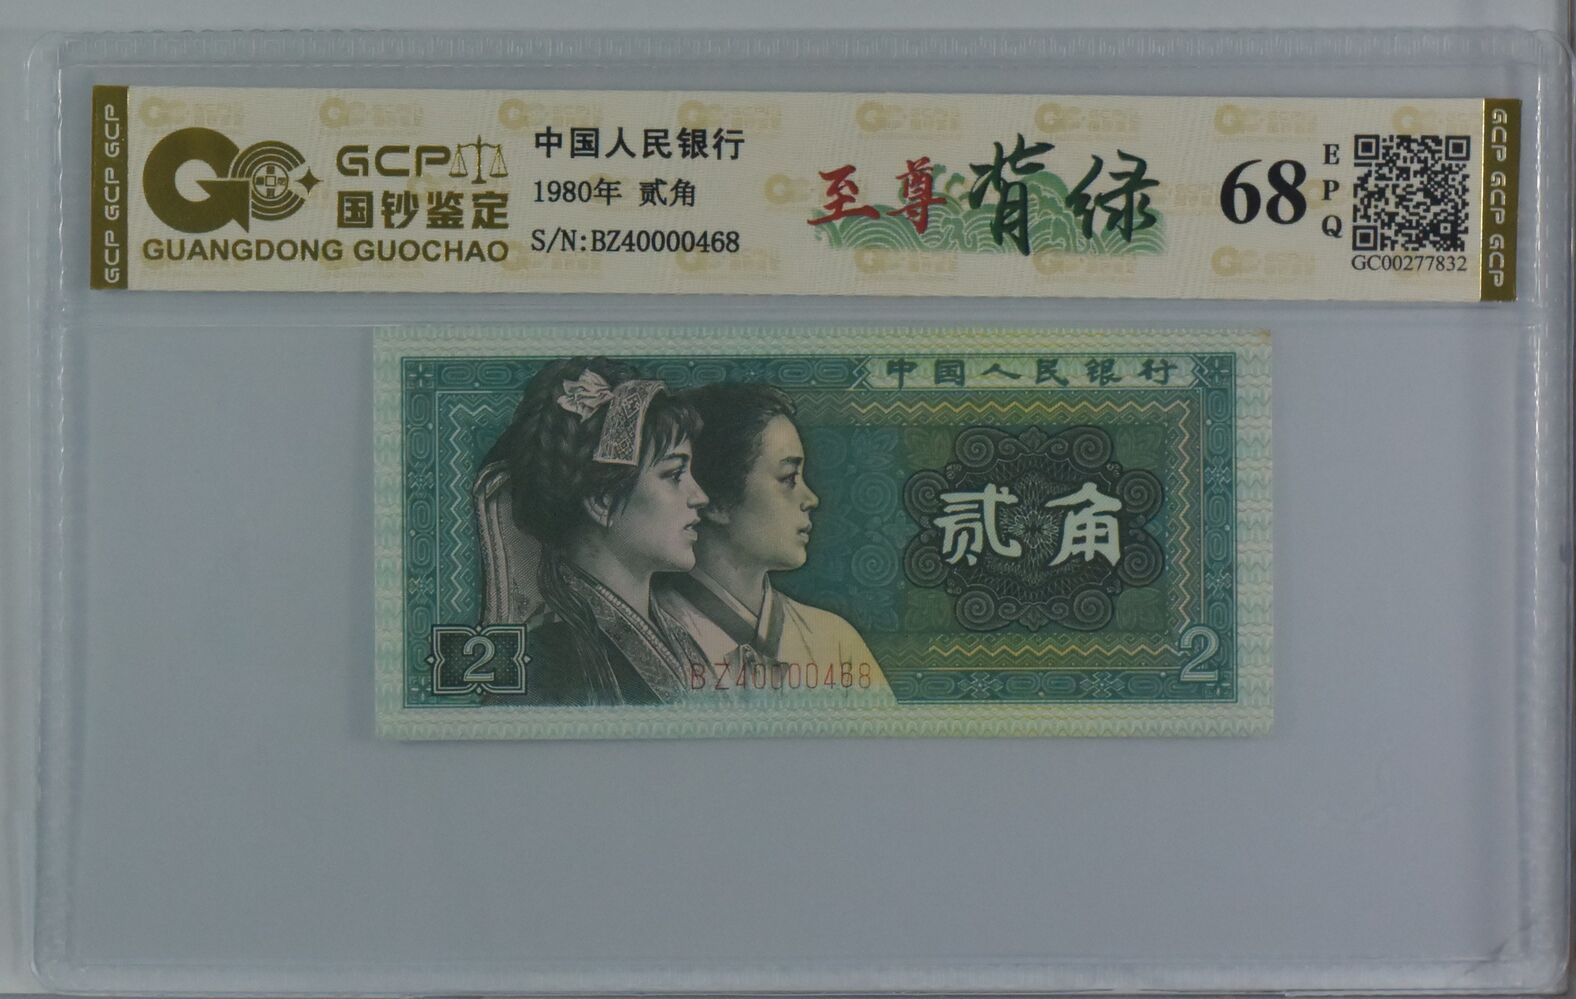 GCP GCP GCP
GCP
国钞鉴定
GUANGDONG GUOCHAO
中国人民银行
1980年 贰角
S/N:BZ40000468
至尊背绿
68
EPQ
GC00277832
GCP GCP GCP
中国人民银行
贰角
2
BZ40000468
2